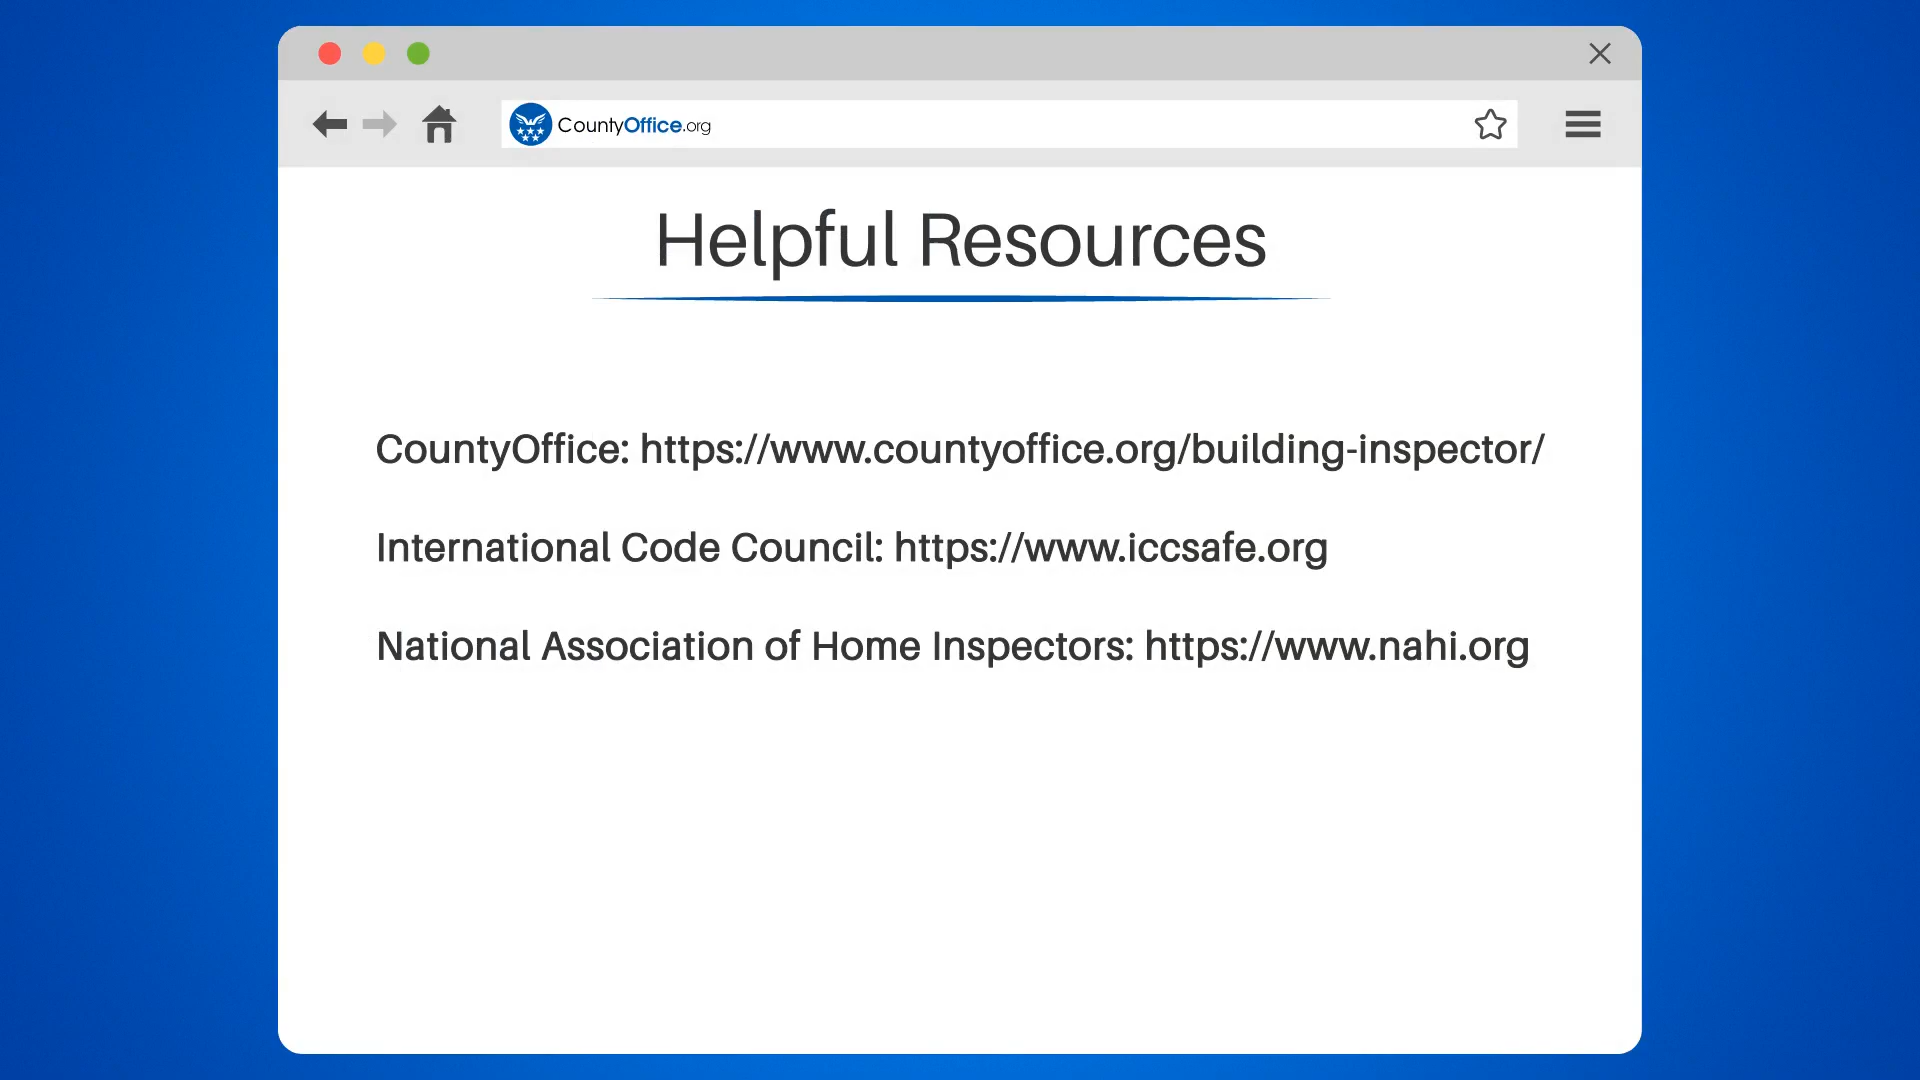 CountyOffice.org
Helpful Resources
CountyOffice: https://www.countyoffice.org/building-inspector/
International Code Council: https://www.iccsafe.org
National Association of Home Inspectors: https://www.nahi.org